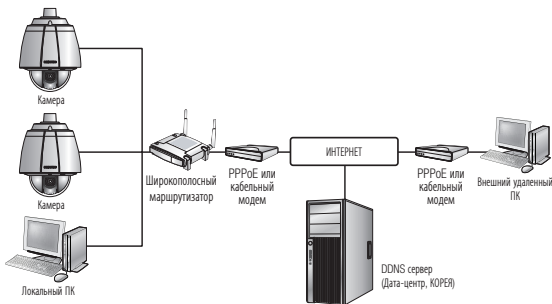 Камера
Камера
Локальный ПК
Широкополосный
маршрутизатор
PPPoE или
кабельный
модем
ИНТЕРНЕТ
DDNS сервер
(Дата-центр, КОРЕЯ)
PPPoE или
кабельный
модем
Внешний удаленный
ПК